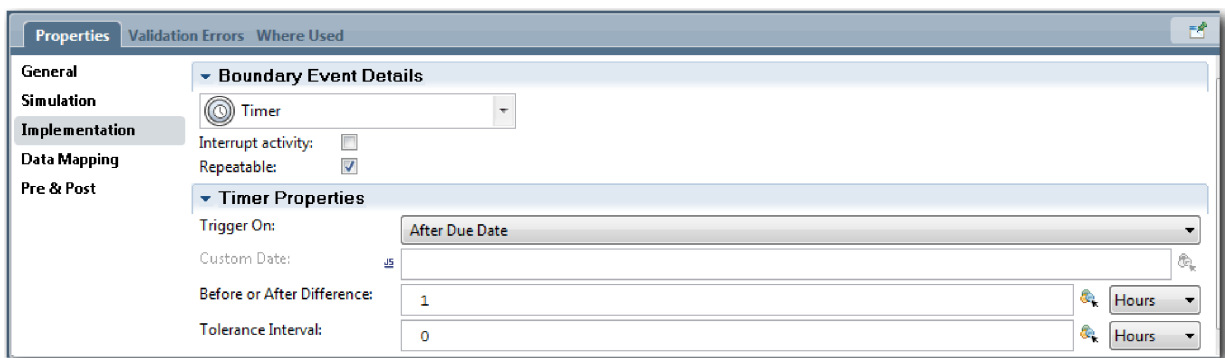 Properties Validation Errors Where Used
General
Simulation
Implementation
Data Mapping
Pre & Post
Boundary Event Details
Timer
Interrupt activity:
Repeatable:
Timer Properties
Trigger On: After Due Date
Custom Date: JS
Before or After Difference: 1 Hours
Tolerance Interval: 0 Hours